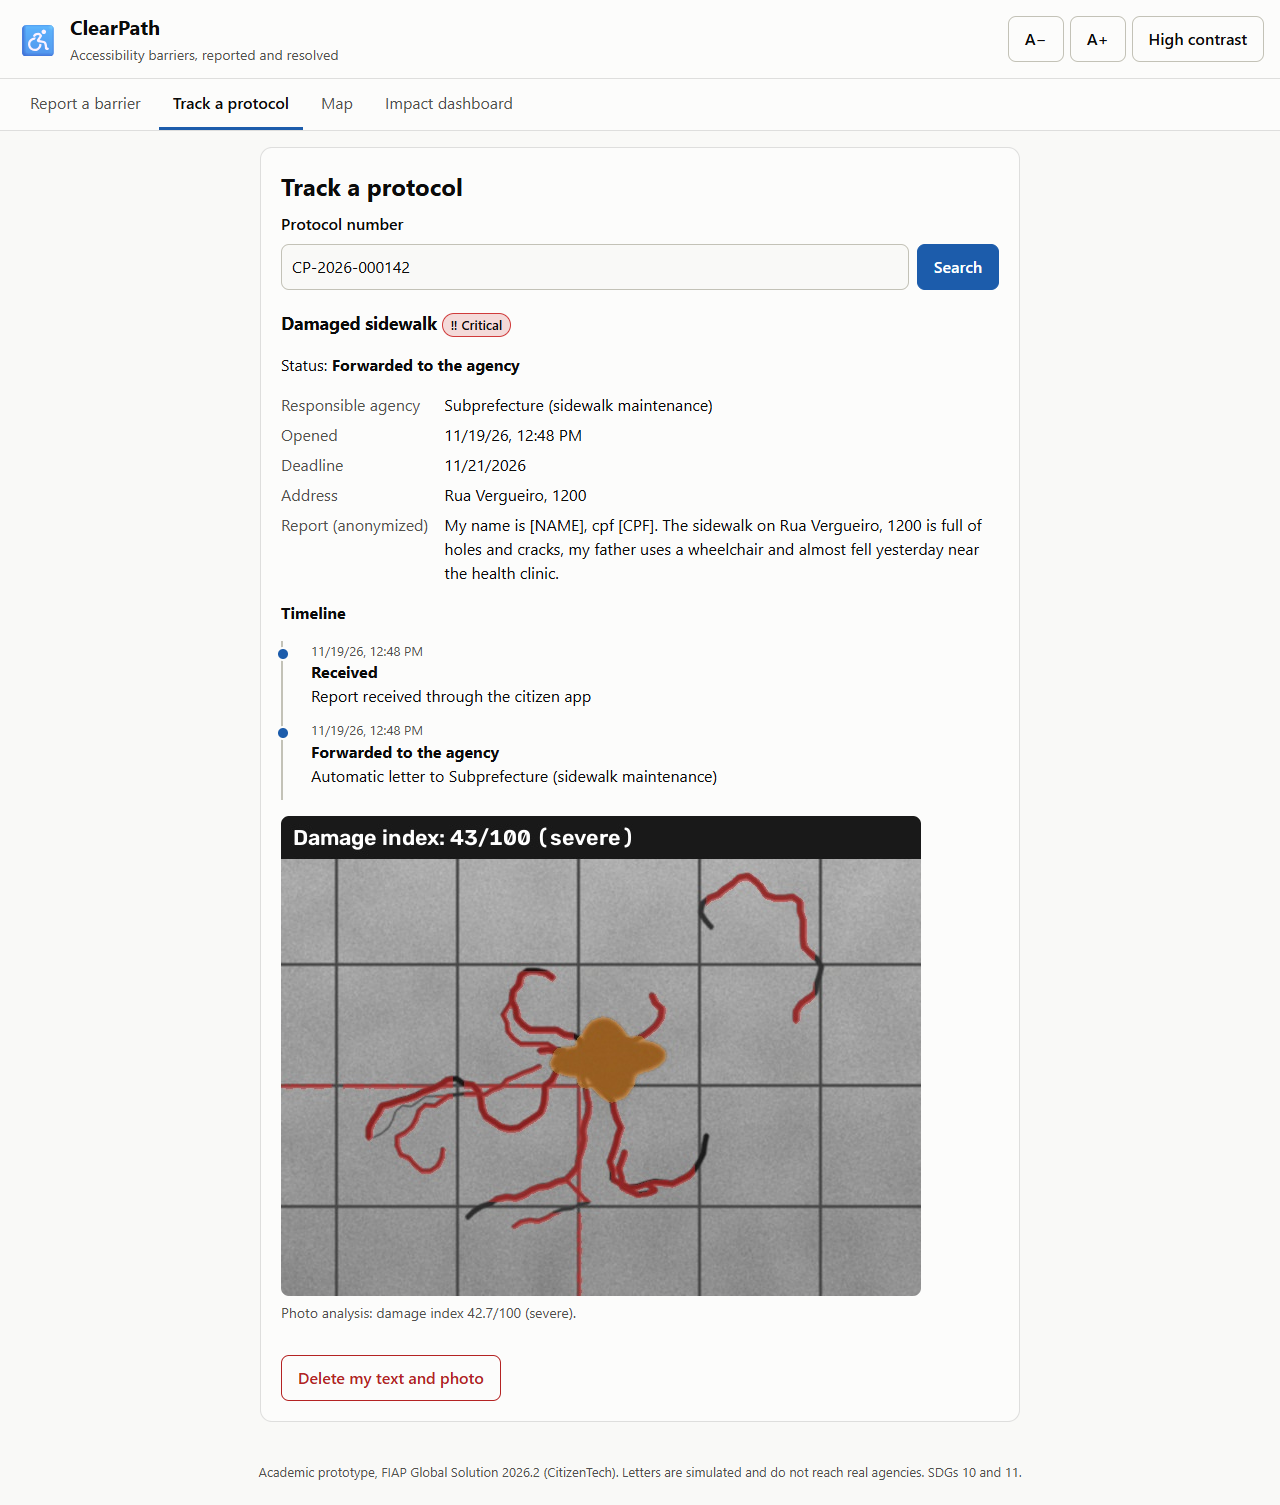 ClearPath
Accessibility barriers, reported and resolved
A−
A+
High contrast
Report a barrier
Track a protocol
Map
Impact dashboard
Track a protocol
Protocol number
CP-2026-000142
Search
Damaged sidewalk
!! Critical
Status: Forwarded to the agency
Responsible agency
Subprefecture (sidewalk maintenance)
Opened
11/19/26, 12:48 PM
Deadline
11/21/2026
Address
Rua Vergueiro, 1200
Report (anonymized)
My name is [NAME], cpf [CPF]. The sidewalk on Rua Vergueiro, 1200 is full of
holes and cracks, my father uses a wheelchair and almost fell yesterday near
the health clinic.
Timeline
11/19/26, 12:48 PM
Received
Report received through the citizen app
11/19/26, 12:48 PM
Forwarded to the agency
Automatic letter to Subprefecture (sidewalk maintenance)
Damage index: 43/100 (severe)
Photo analysis: damage index 42.7/100 (severe).
Delete my text and photo
Academic prototype, FIAP Global Solution 2026.2 (CitizenTech). Letters are simulated and do not reach real agencies. SDGs 10 and 11.